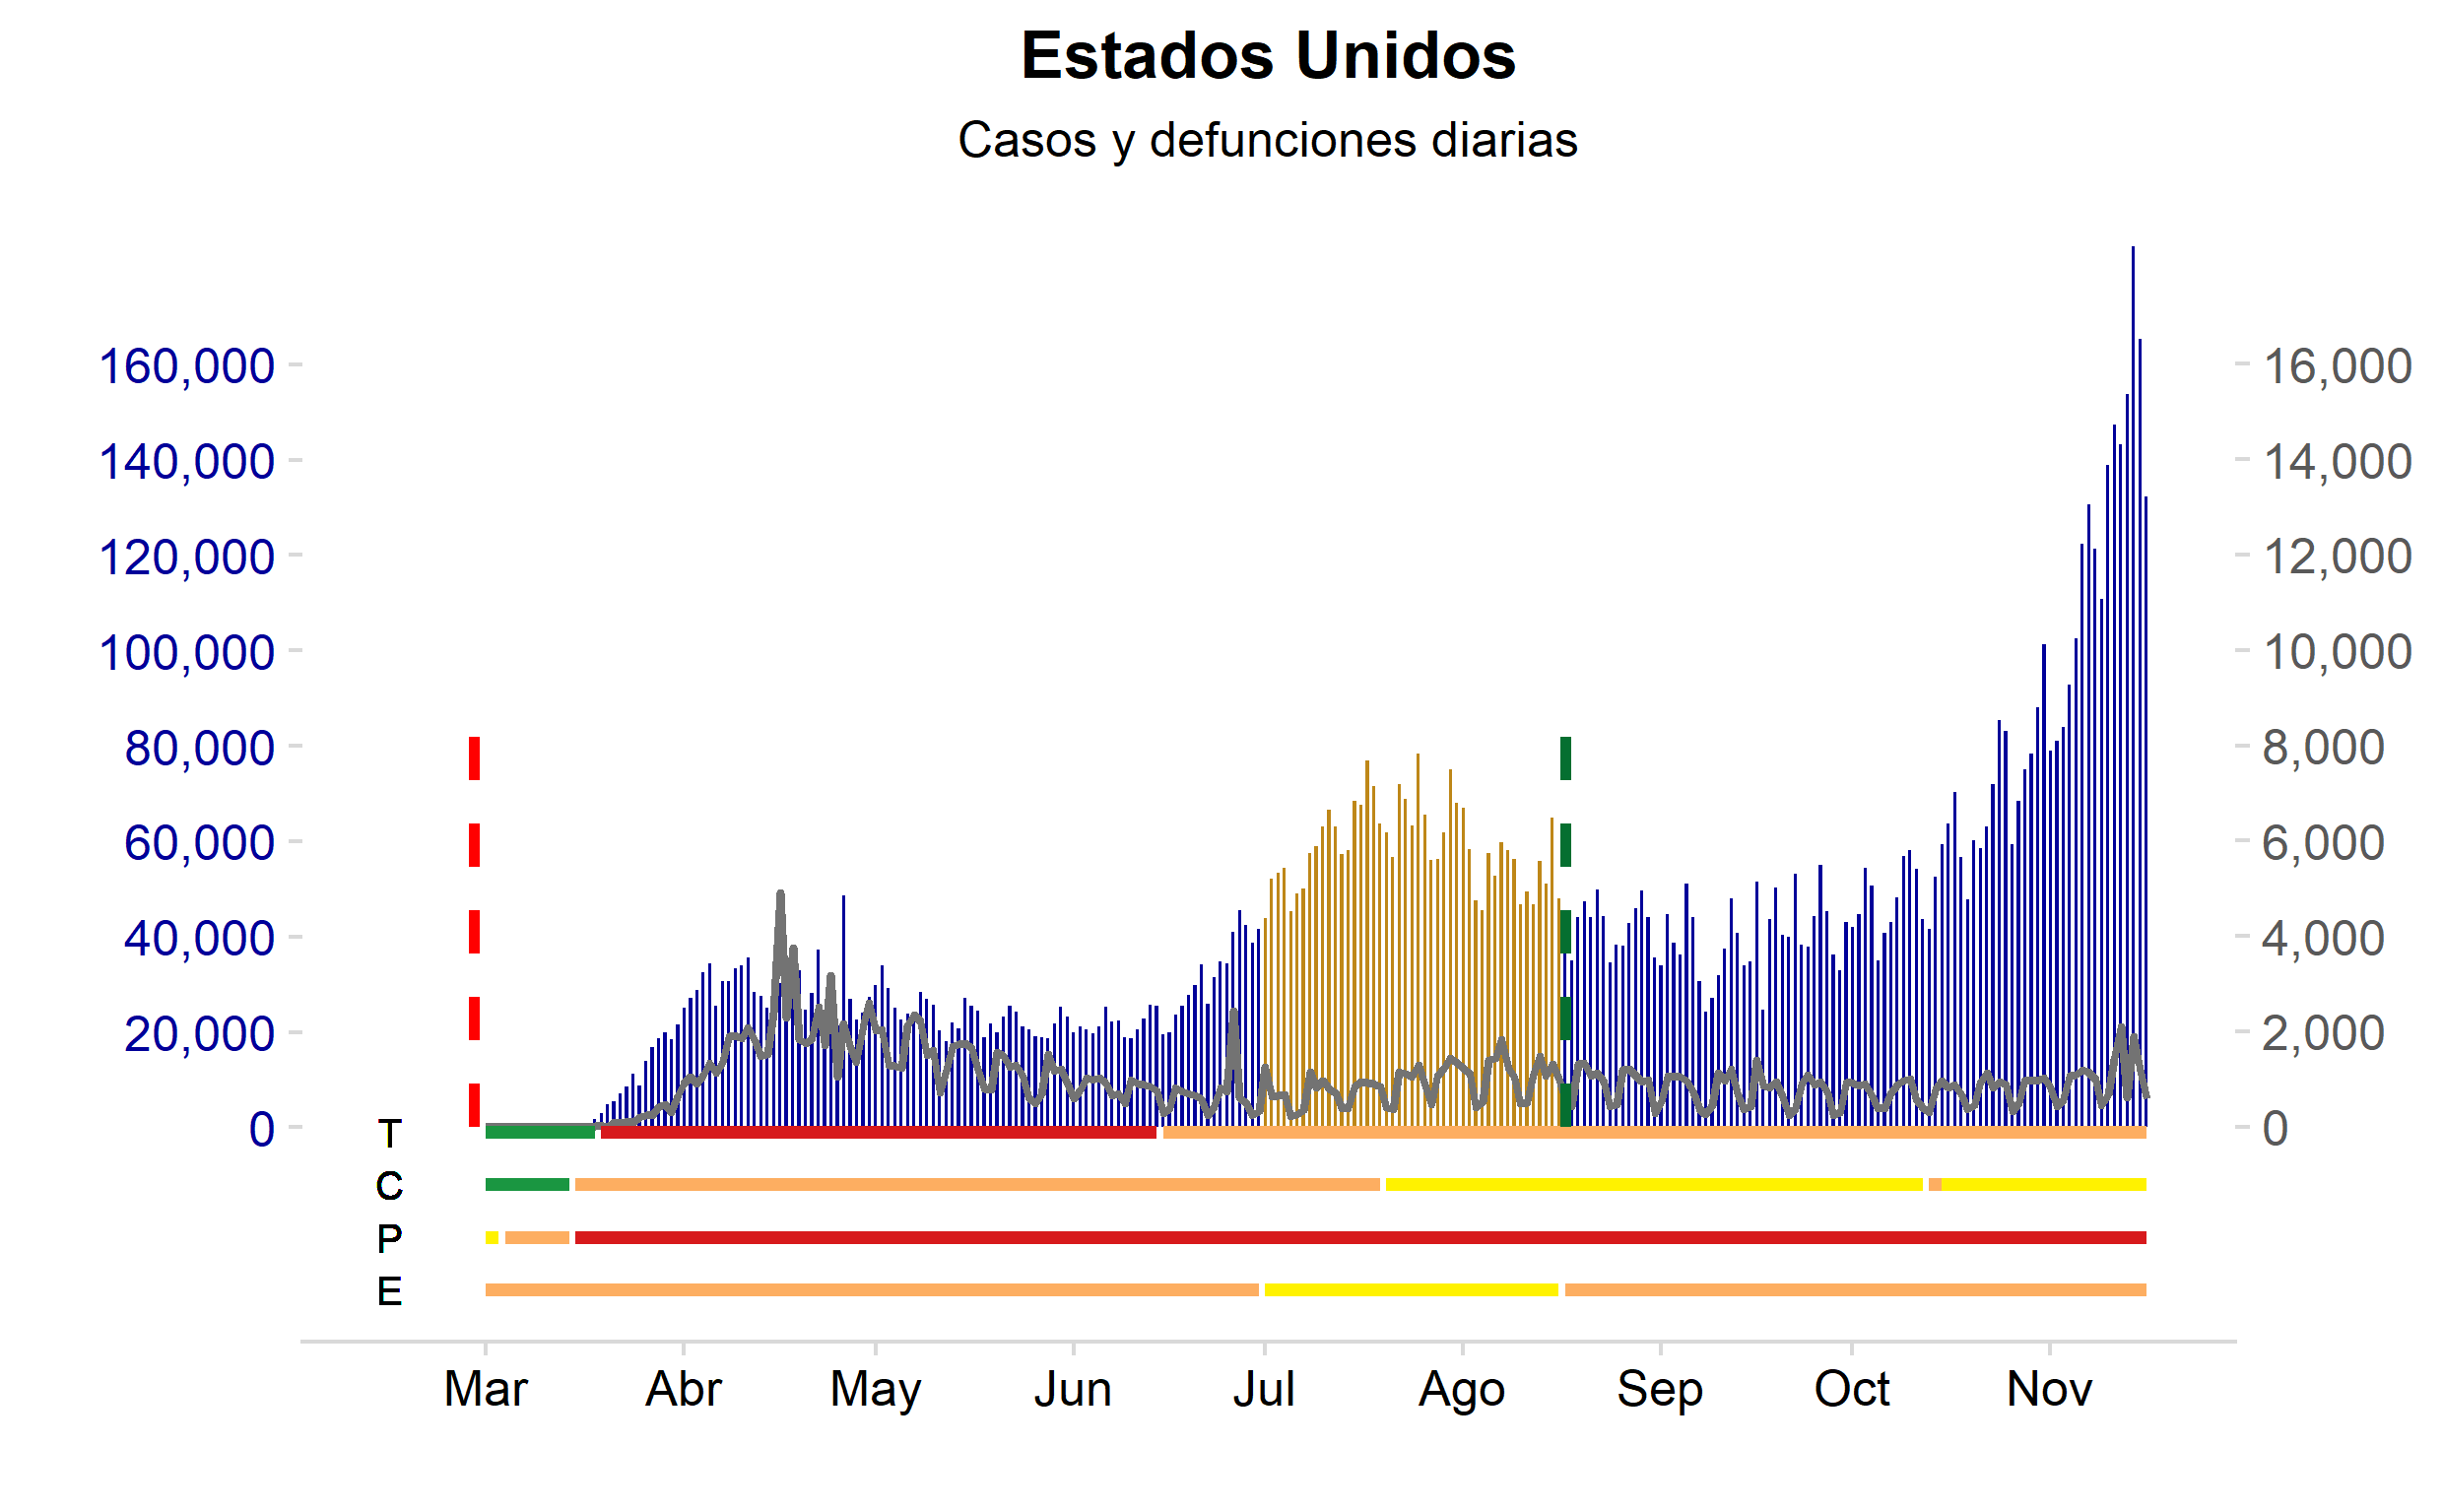 Estados Unidos
Casos y defunciones diarias
160,000 16,000
140,000 14,000
120,000 12,000
100,000 10,000
80,000 8,000
60,000 6,000
40,000 4,000
20,000 2,000
0 0
T
C
P
E
Mar Abr May Jun Jul Ago Sep Oct Nov